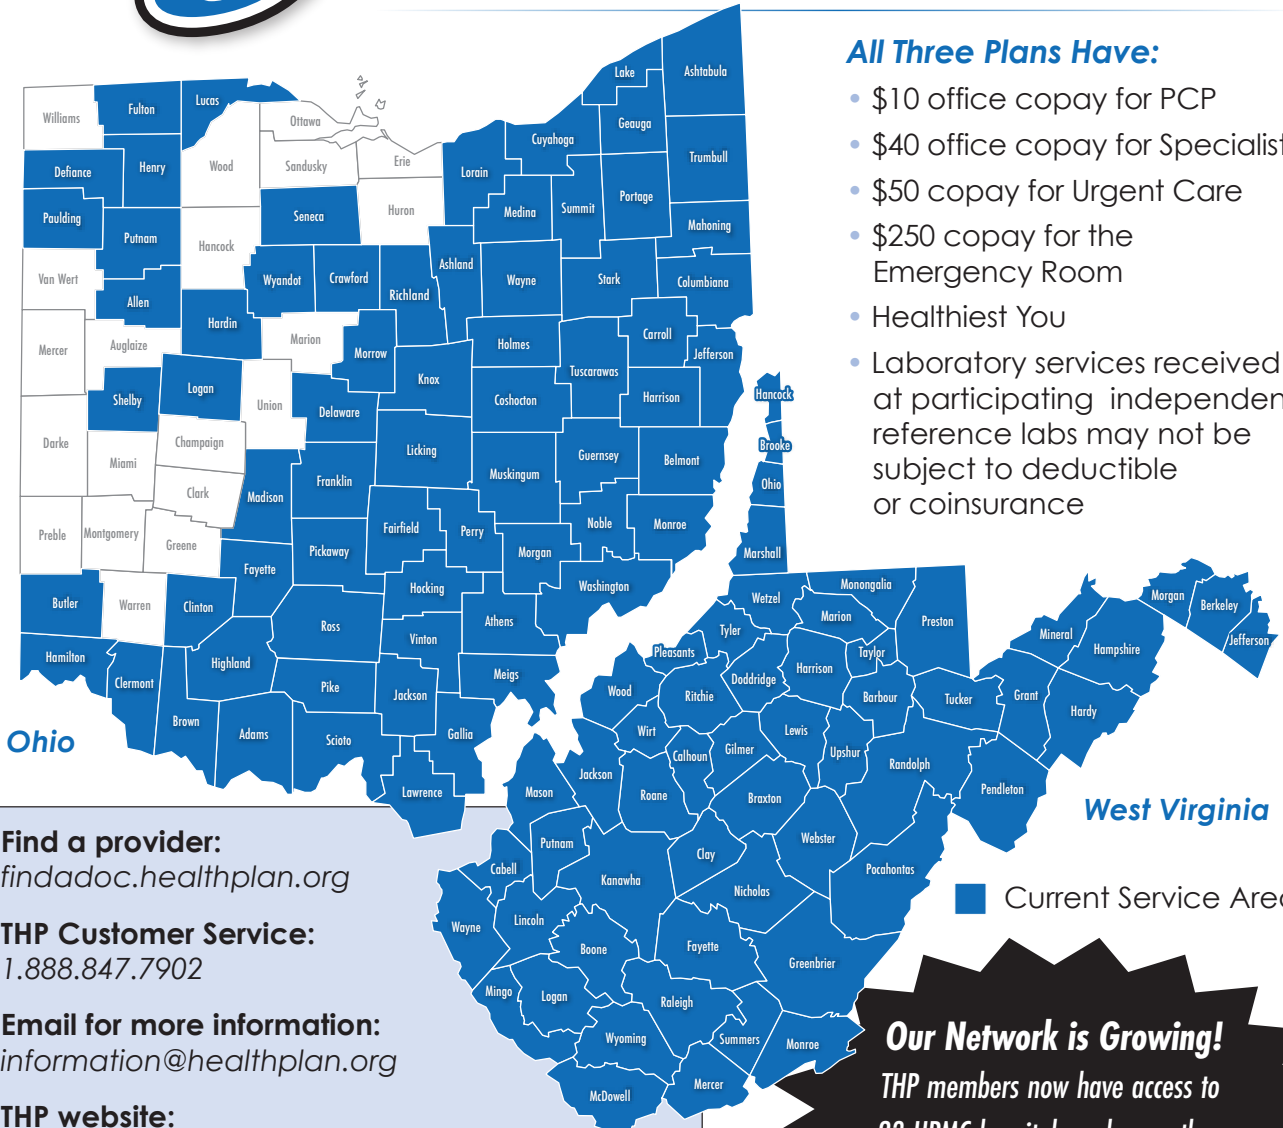 All Three Plans Have:
• $10 office copay for PCP
• $40 office copay for Specialist
• $50 copay for Urgent Care
• $250 copay for the
Emergency Room
• Healthiest You
• Laboratory services received
at participating independen
reference labs may not be
subject to deductible
or coinsurance
Williams
Fulton
Lucas
Ottawa
Lake
Ashtabula
Geauga
Cuyahoga
Defiance
Henry
Wood
Sandusky
Erie
Lorain
Trumbull
Paulding
Putnam
Seneca
Huron
Medina
Summit
Portage
Mahoning
Hancock
Van Wert
Allen
Wyandot
Crawford
Richland
Ashland
Wayne
Stark
Columbiana
Hardin
Mercer
Auglaize
Marion
Morrow
Holmes
Carroll
Jefferson
Tuscarawas
Shelby
Logan
Union
Delaware
Knox
Coshocton
Harrison
Darke
Miami
Champaign
Licking
Guernsey
Belmont
Clark
Madison
Franklin
Muskingum
Preble
Montgomery
Greene
Fayette
Pickaway
Fairfield
Perry
Morgan
Noble
Monroe
Butler
Warren
Clinton
Ross
Hocking
Athens
Washington
Hamilton
Clermont
Highland
Vinton
Meigs
Brown
Adams
Pike
Jackson
Gallia
Scioto
Lawrence
Ohio
Hancock
Brooke
Ohio
Marshall
Wetzel
Monongalia
Marion
Preston
Tyler
Pleasants
Doddridge
Harrison
Taylor
Barbour
Tucker
Grant
Mineral
Hampshire
Morgan
Berkeley
Jefferson
Hardy
Wood
Ritchie
Wirt
Calhoun
Gilmer
Lewis
Upshur
Randolph
Pendleton
Mason
Jackson
Roane
Braxton
Webster
Putnam
Clay
Pocahontas
Cabell
Kanawha
Nicholas
Wayne
Lincoln
Boone
Fayette
Greenbrier
Mingo
Logan
Raleigh
Wyoming
Summers
Monroe
McDowell
Mercer
West Virginia
Current Service Area
Find a provider:
findadoc.healthplan.org
THP Customer Service:
1.888.847.7902
Email for more information:
information@healthplan.org
THP website:
Our Network is Growing!
THP members now have access to